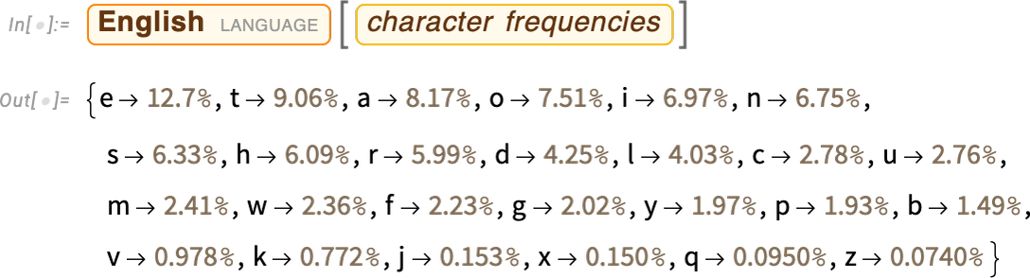 In[•]:= English LANGUAGE [ character frequencies ]
Out[•]= {e → 12.7%, t → 9.06%, a → 8.17%, o → 7.51%, i → 6.97%, n → 6.75%,
s → 6.33%, h → 6.09%, r → 5.99%, d → 4.25%, l → 4.03%, c → 2.78%, u → 2.76%,
m → 2.41%, w → 2.36%, f → 2.23%, g → 2.02%, y → 1.97%, p → 1.93%, b → 1.49%,
v → 0.978%, k → 0.772%, j → 0.153%, x → 0.150%, q → 0.0950%, z → 0.0740%}